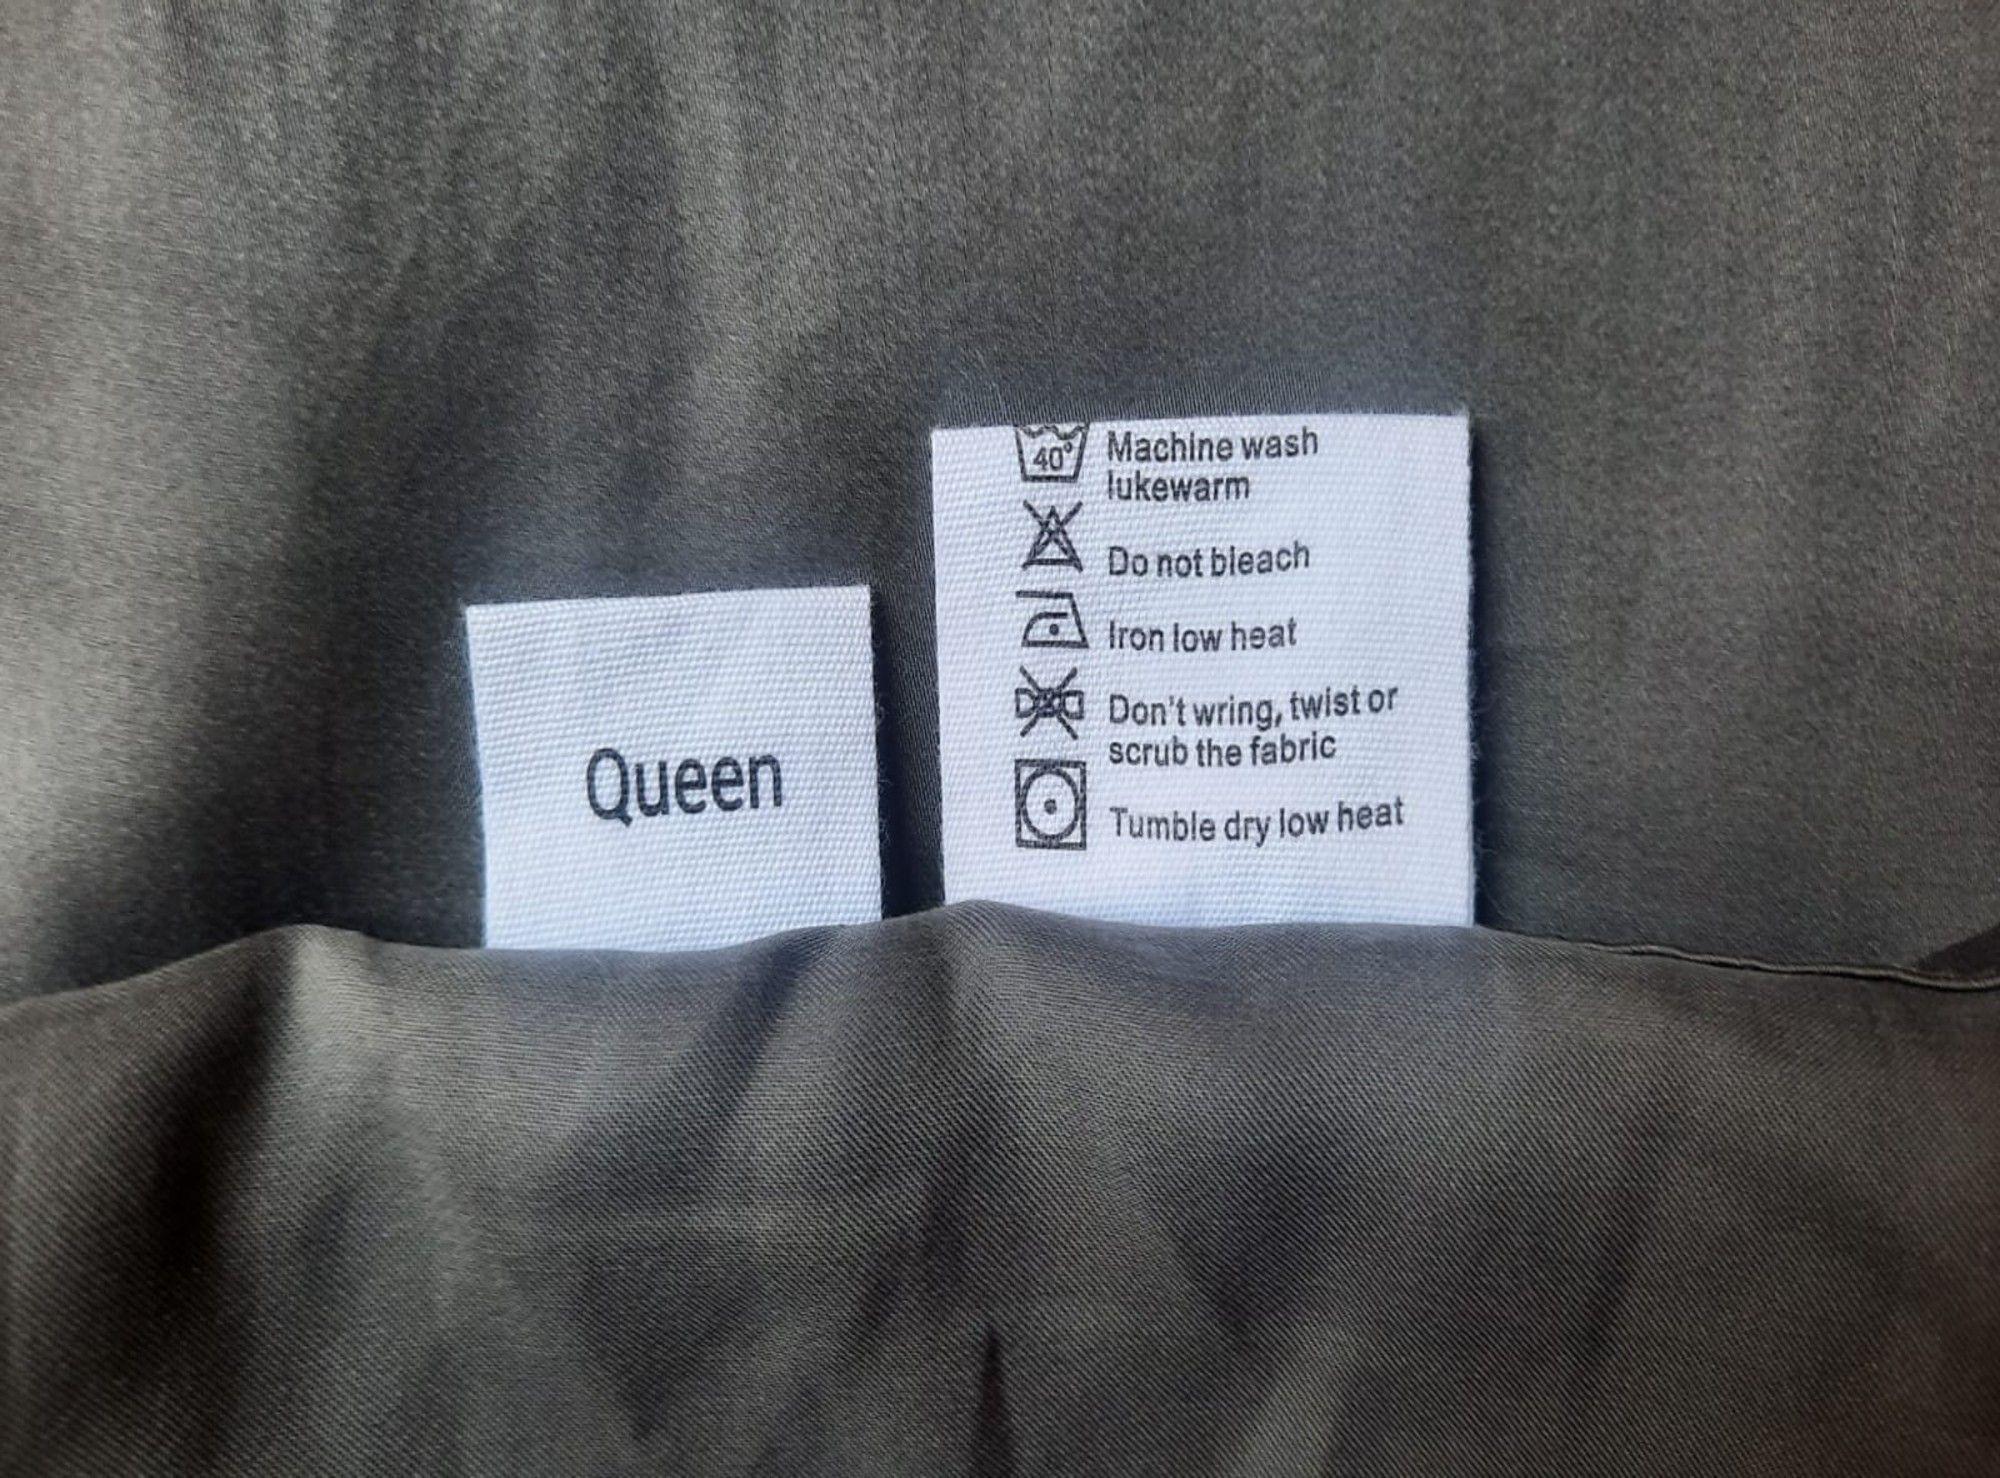 Queen
40°
Machine wash
lukewarm
Do not bleach
Iron low heat
Don't wring, twist or
scrub the fabric
Tumble dry low heat